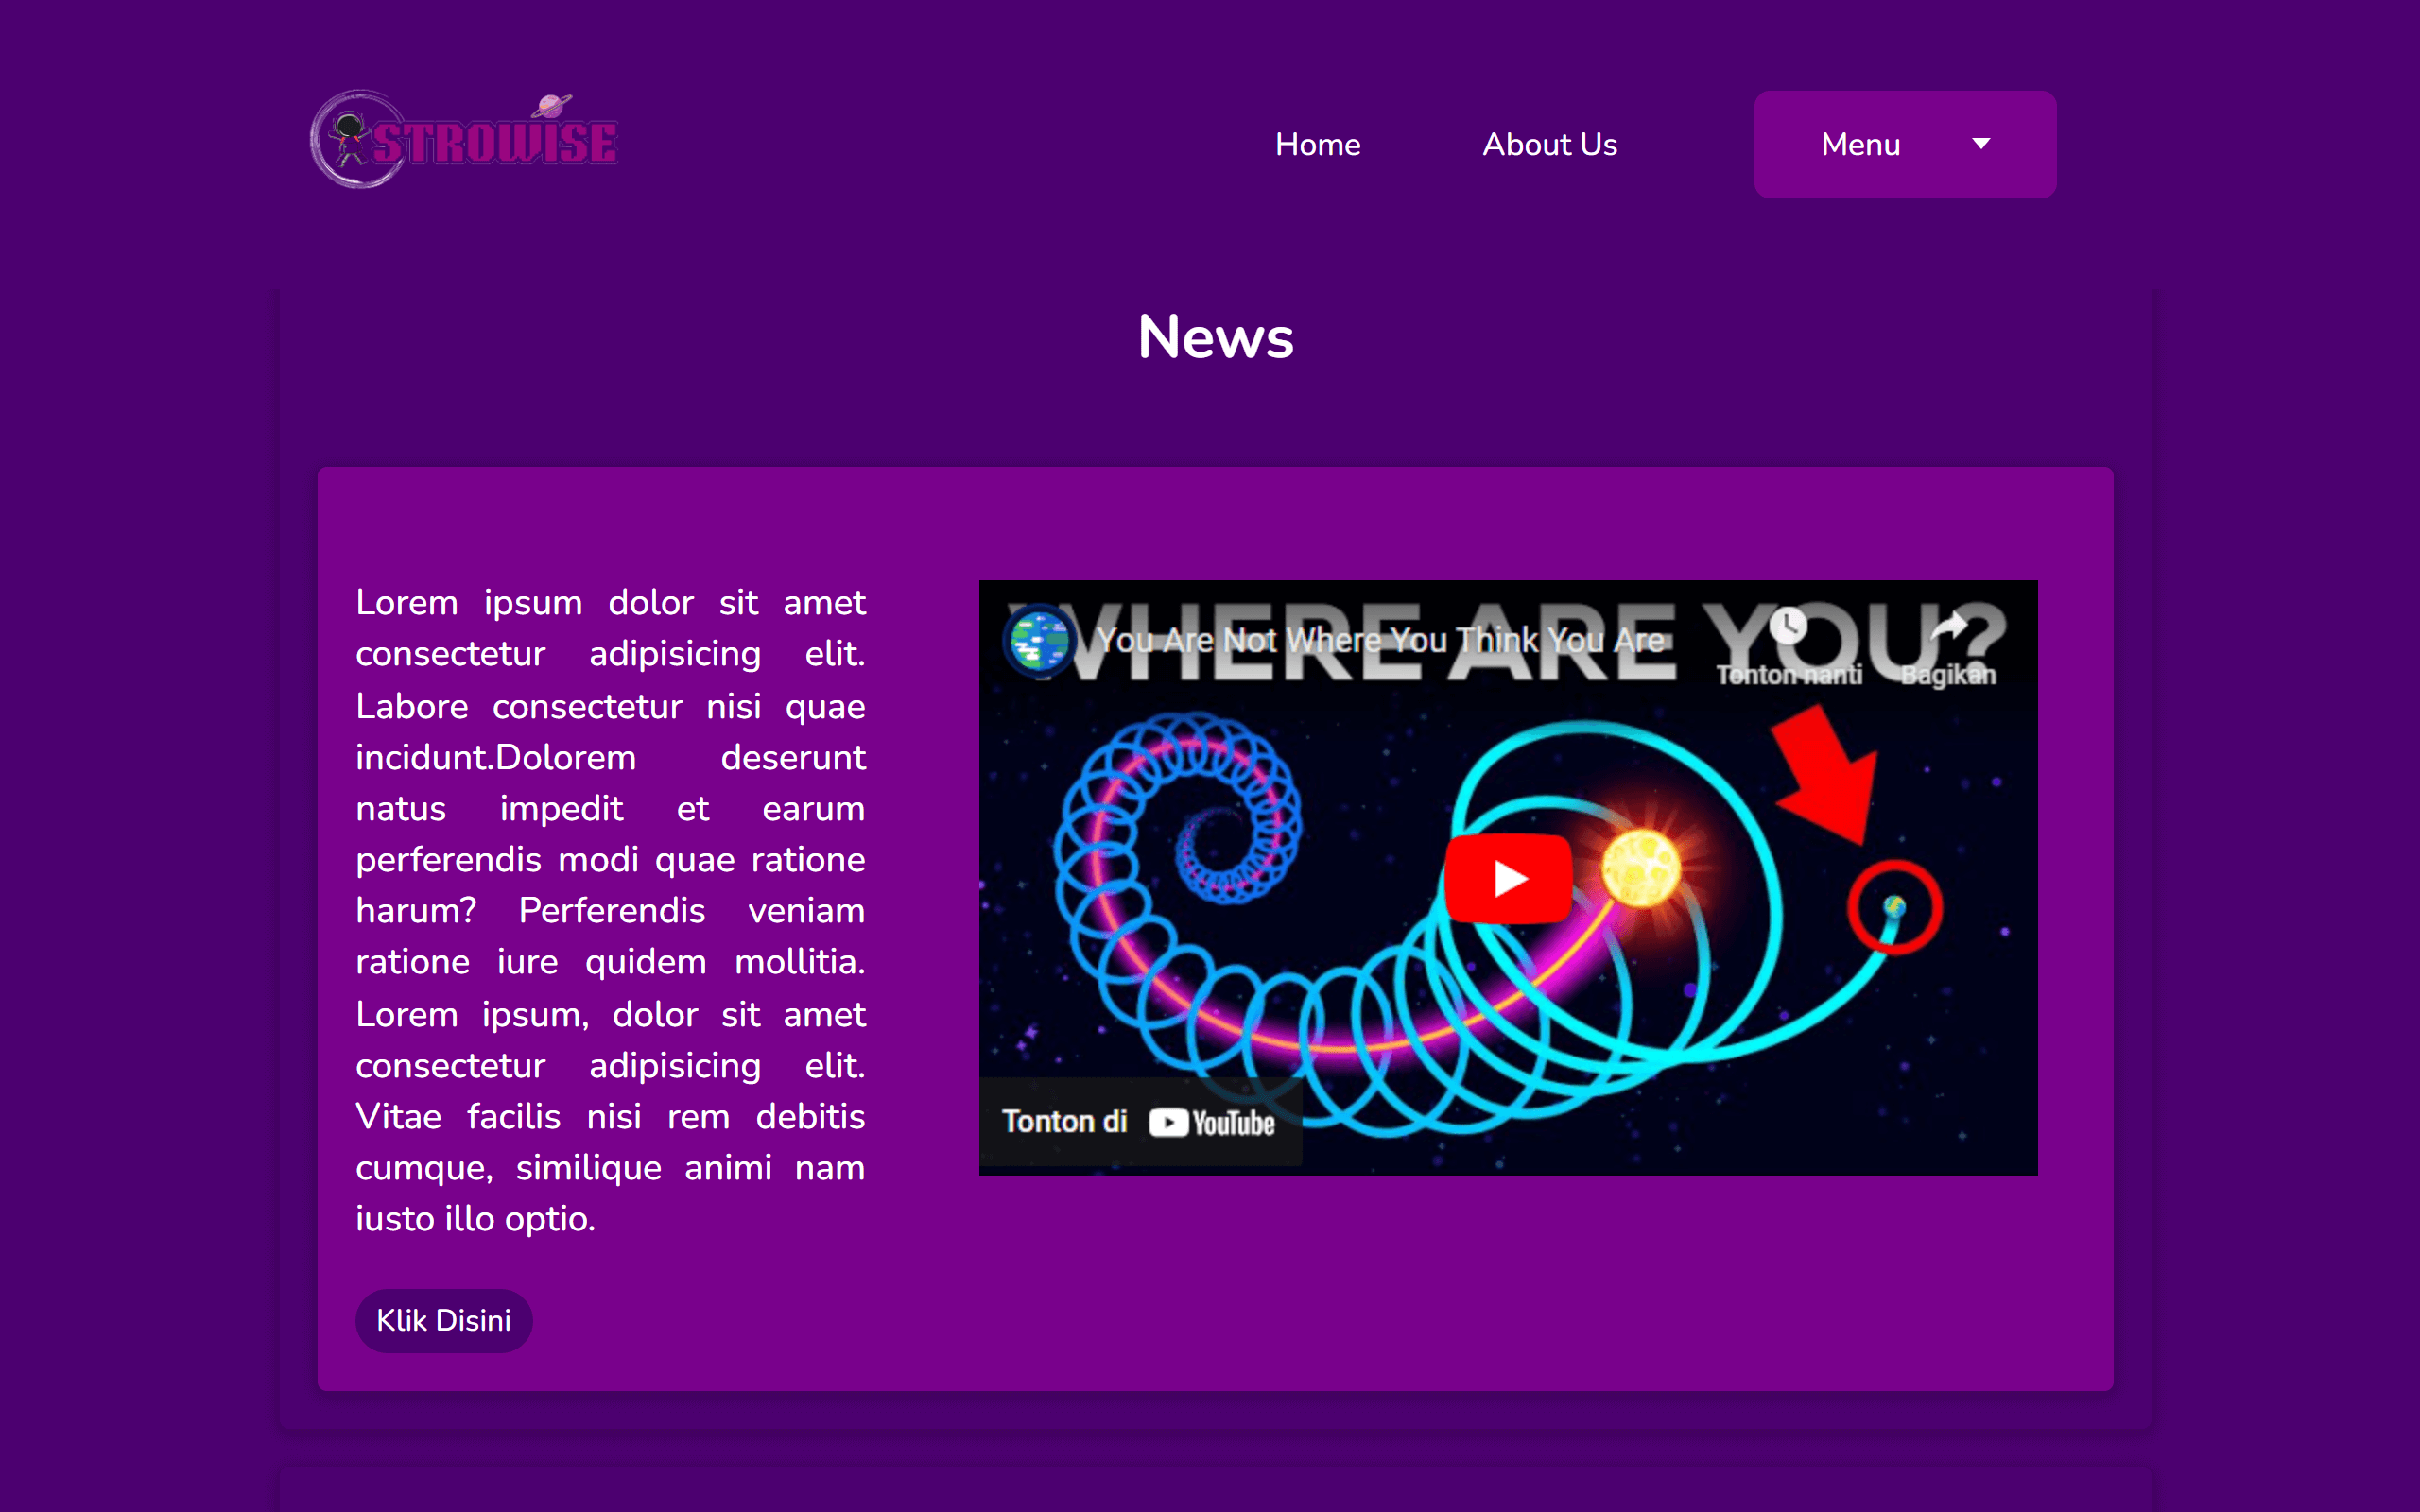 STROWISE
Home
About Us
Menu
News
Lorem ipsum dolor sit amet
consectetur adipisicing elit.
Labore consectetur nisi quae
incidunt.Dolorem deserunt
natus impedit et earum
perferendis modi quae ratione
harum? Perferendis veniam
ratione iure quidem mollitia.
Lorem ipsum, dolor sit amet
consectetur adipisicing elit.
Vitae facilis nisi rem debitis
cumque, similique animi nam
iusto illo optio.
Klik Disini
WHERE ARE YOU?
You Are Not Where You Think You Are
Tonton nanti
Bagikan
Tonton di YouTube